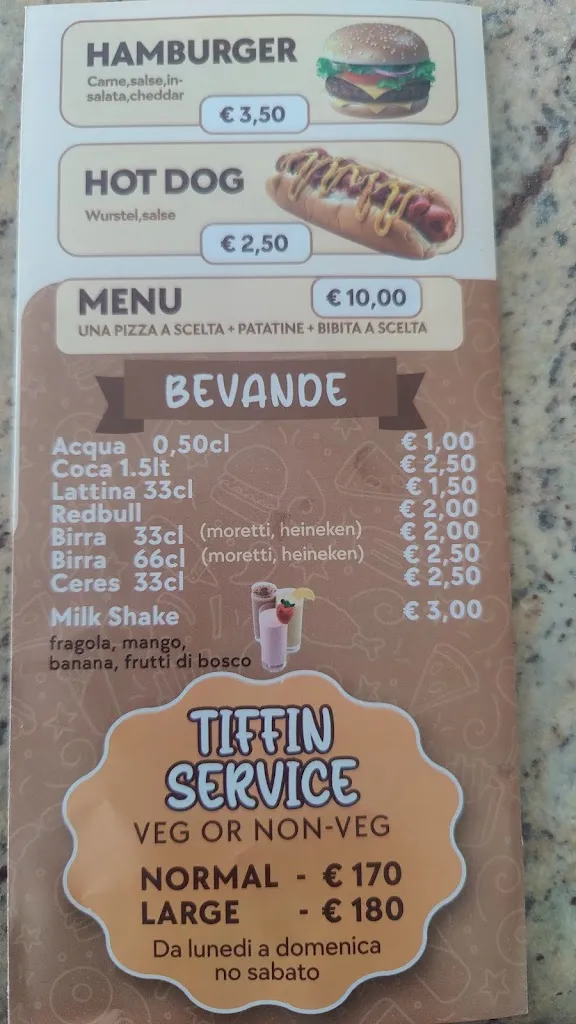 HAMBURGER
Carne,salse,in-
salata,cheddar
€ 3,50
HOT DOG
Wurstel,salse
€ 2,50
MENU € 10,00
UNA PIZZA A SCELTA + PATATINE + BIBITA A SCELTA
BEVANDE
Acqua 0,50cl € 1,00
Coca 1.5lt € 2,50
Lattina 33cl € 1,50
Redbull € 2,00
Birra 33cl (moretti, heineken) € 2,00
Birra 66cl (moretti, heineken) € 2,50
Ceres 33cl € 2,50
Milk Shake € 3,00
fragola, mango,
banana, frutti di bosco
TIFFIN
SERVICE
VEG OR NON-VEG
NORMAL - € 170
LARGE - € 180
Da lunedi a domenica
no sabato